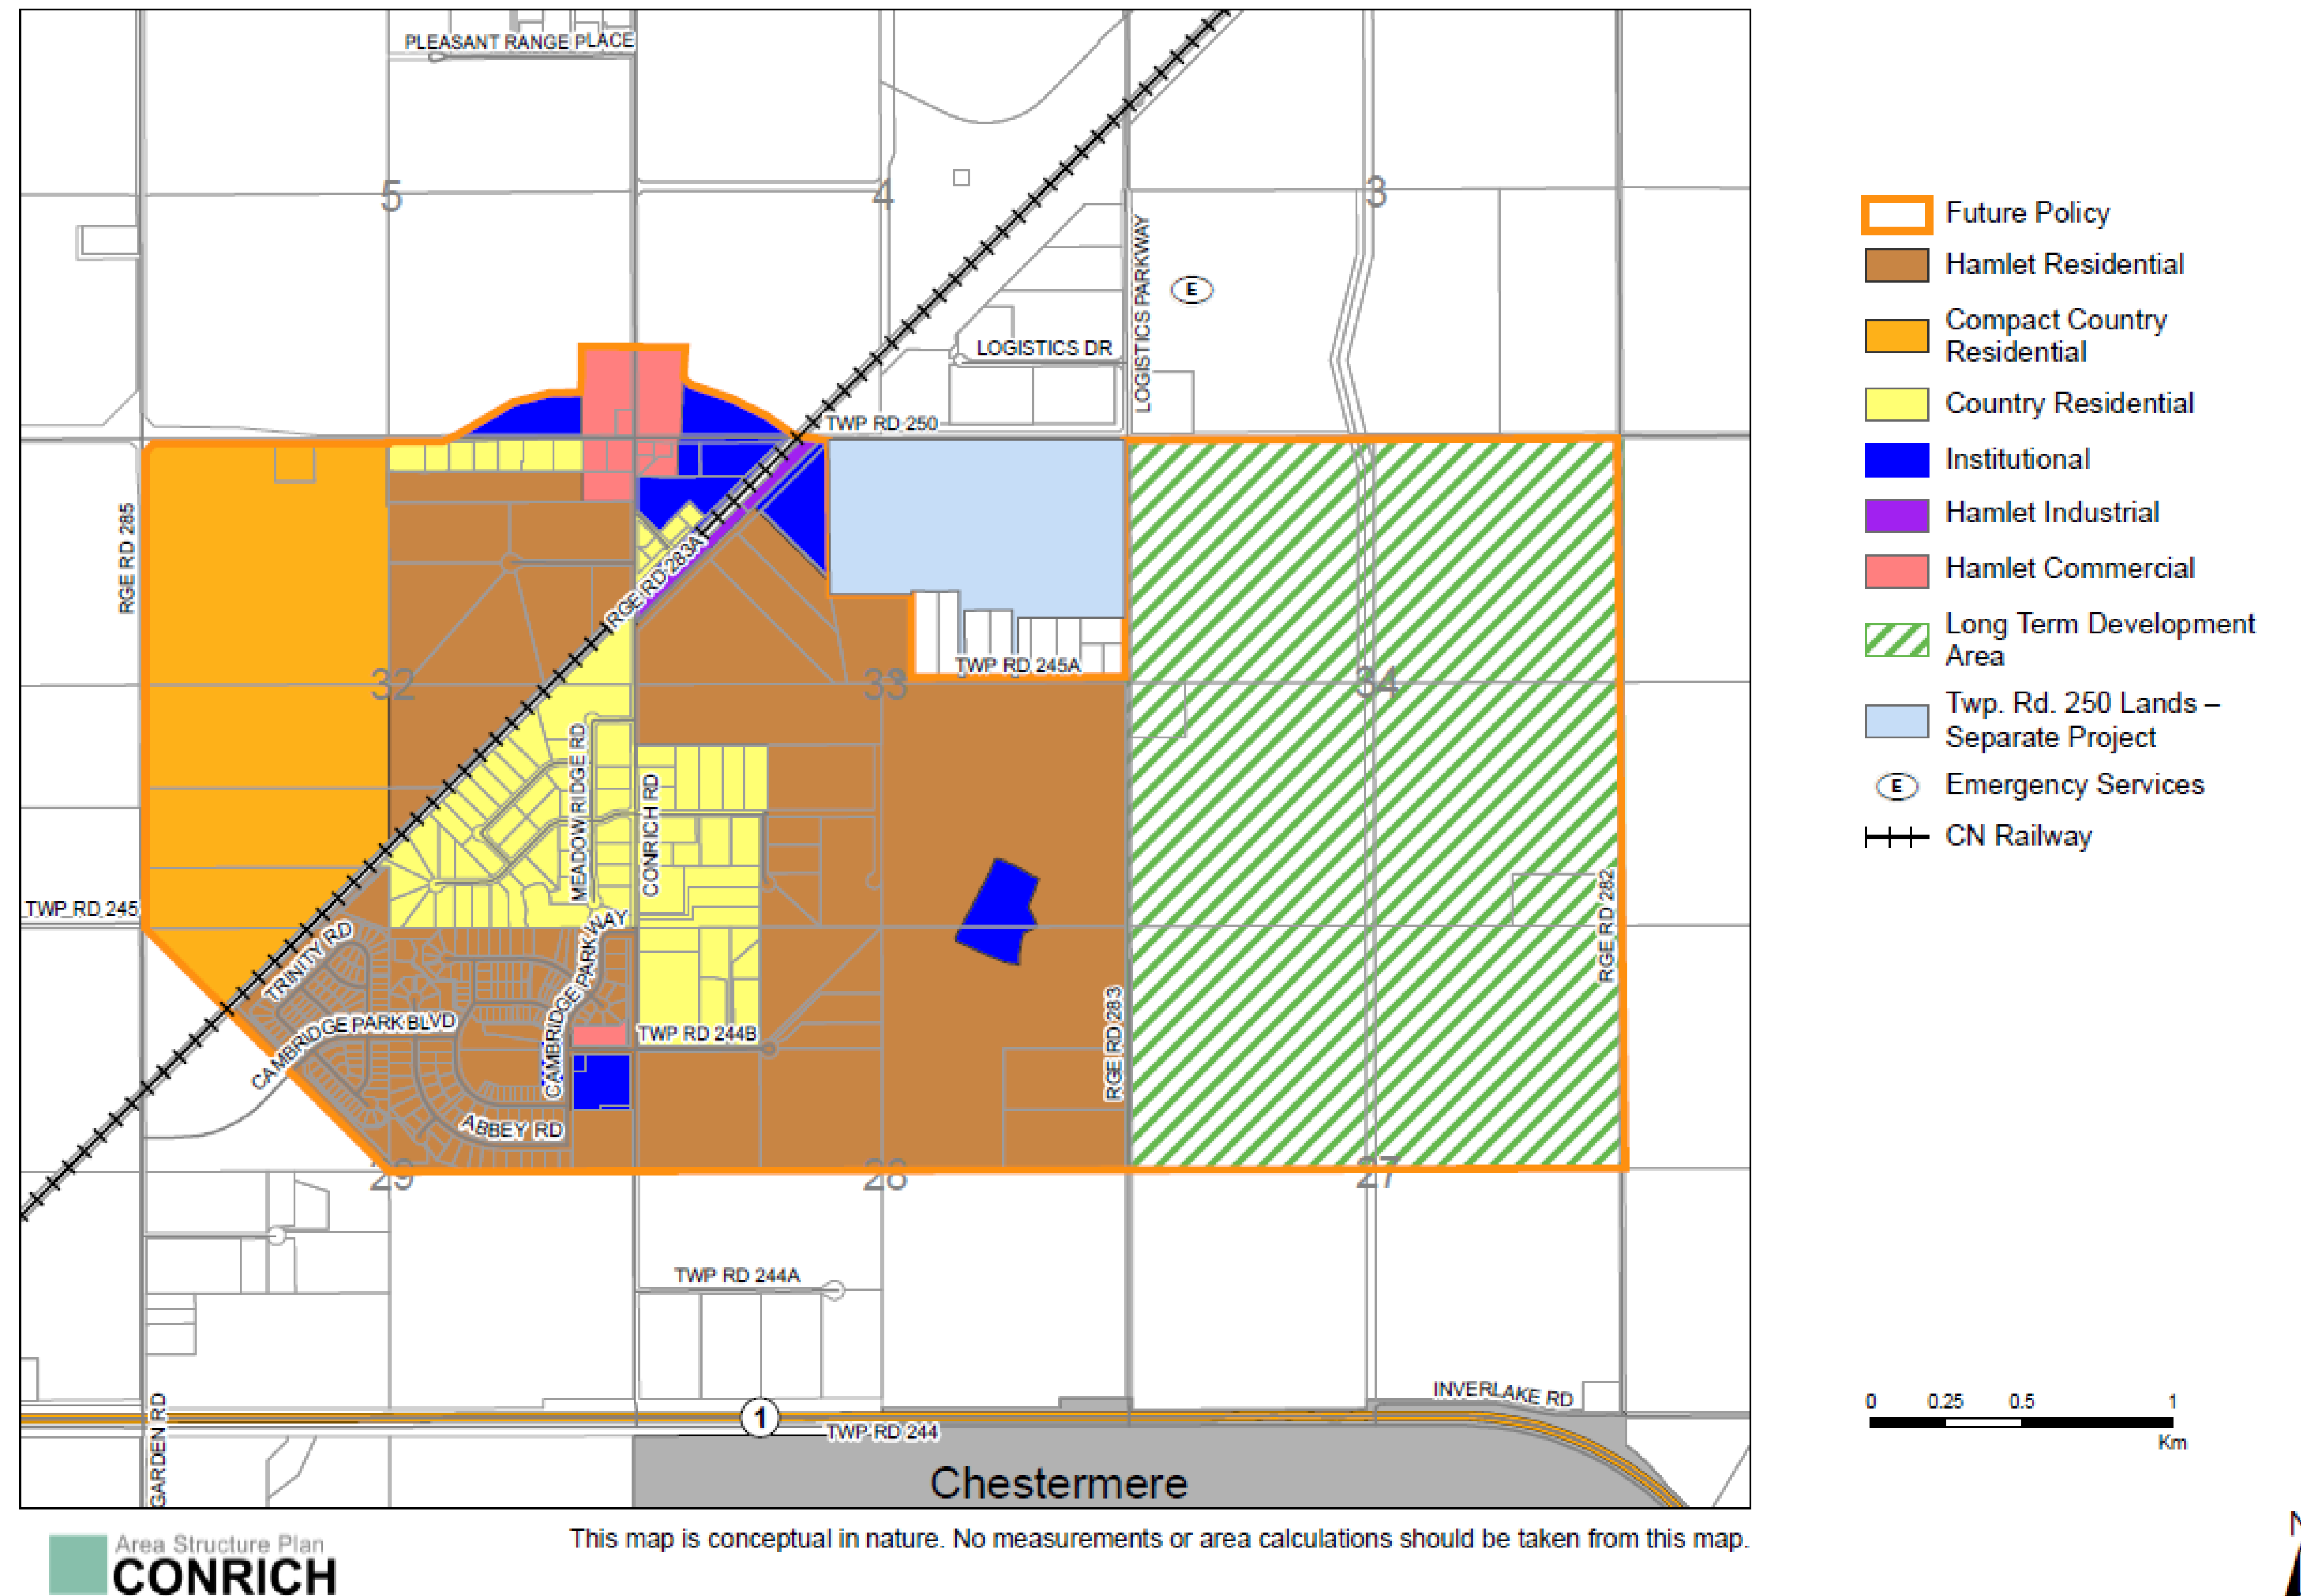 PLEASANT RANGE PLACE
5
4
3
LOGISTICS PARKWAY
E
LOGISTICS DR
TWP RD 250
RGE RD 285
RGE RD 283A
32
33
34
TWP RD 245A
MEADOW RIDGE RD
CONRICH RD
TWP RD 245
TRINITY RD
CAMBRIDGE PARK BLVD
CAMBRIDGE PARK WAY
TWP RD 244B
ABBEY RD
RGE RD 283
RGE RD 282
29
28
27
TWP RD 244A
INVERLAKE RD
1
TWP RD 244
GARDEN RD
Chestermere
Future Policy
Hamlet Residential
Compact Country
Residential
Country Residential
Institutional
Hamlet Industrial
Hamlet Commercial
Long Term Development
Area
Twp. Rd. 250 Lands –
Separate Project
E
Emergency Services
CN Railway
0 0.25 0.5 1
Km
This map is conceptual in nature. No measurements or area calculations should be taken from this map.
Area Structure Plan
CONRICH